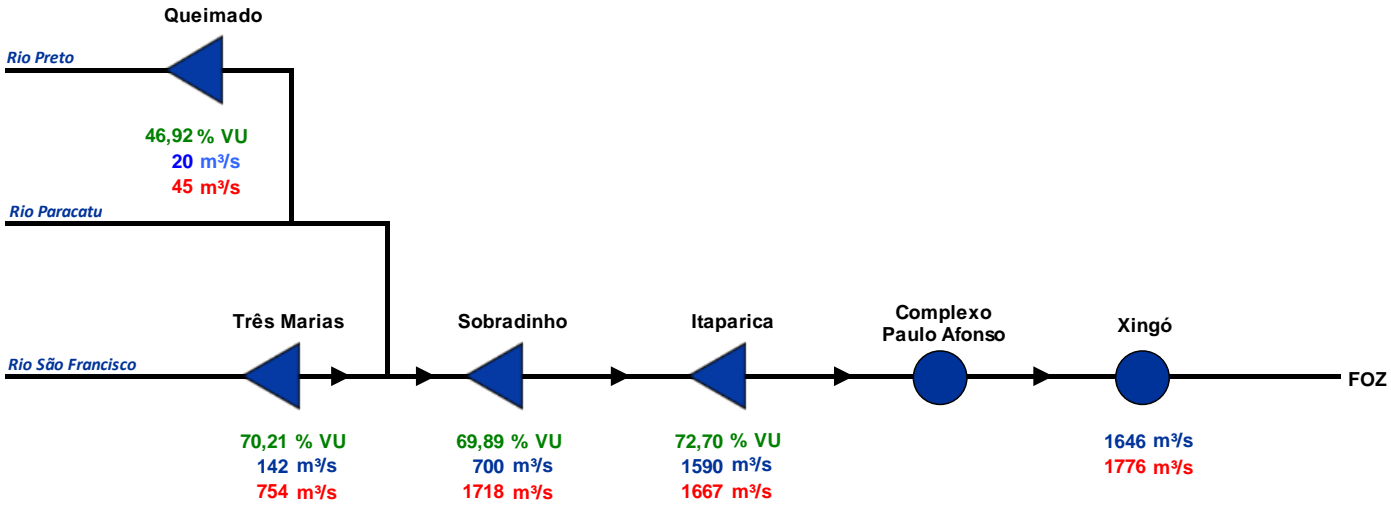 Queimado
Rio Preto
46,92 % VU
20 m³/s
45 m³/s
Rio Paracatu
Três Marias
Sobradinho
Itaparica
Complexo
Paulo Afonso
Xingó
Rio São Francisco
FOZ
70,21 % VU
142 m³/s
754 m³/s
69,89 % VU
700 m³/s
1718 m³/s
72,70 % VU
1590 m³/s
1667 m³/s
1646 m³/s
1776 m³/s